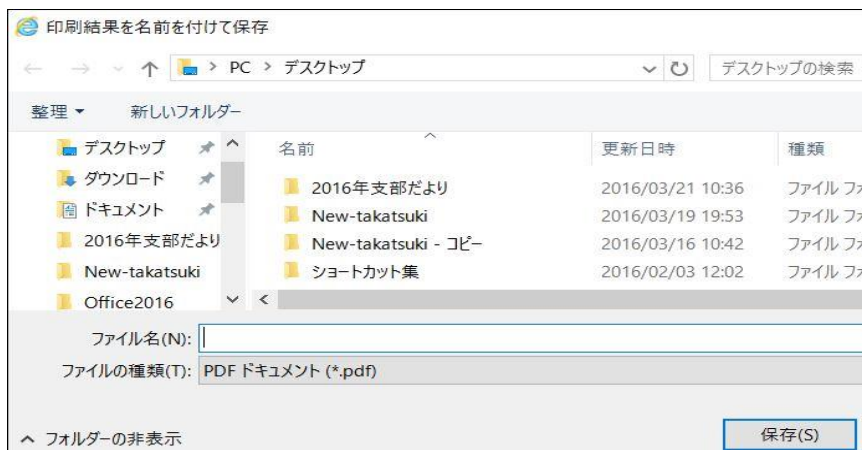 印刷結果を名前を付けて保存
PC > デスクトップ
デスクトップの検索
整理 新しいフォルダー
デスクトップ
ダウンロード
ドキュメント
2016年支部だより
New-takatsuki
Office2016
名前 更新日時 種類
2016年支部だより 2016/03/21 10:36 ファイル フォ
New-takatsuki 2016/03/19 19:53 ファイル フォ
New-takatsuki - コピー 2016/03/16 10:42 ファイル フォ
ショートカット集 2016/02/03 12:02 ファイル フォ
ファイル名(N):
ファイルの種類(T): PDF ドキュメント (*.pdf)
フォルダーの非表示
保存(S)